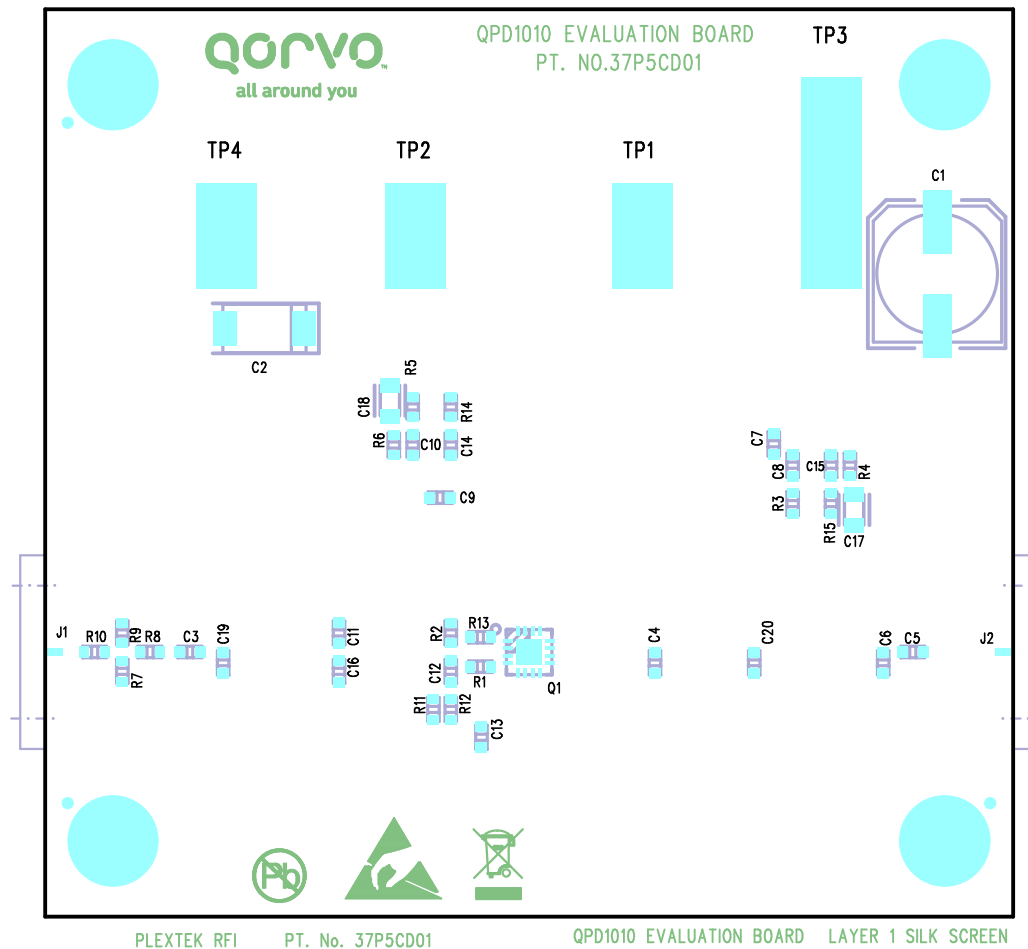 QORVO™
all around you
QPD1010 EVALUATION BOARD
PT. NO.37P5CD01
TP3
TP4
TP2
TP1
C1
C2
R5
C18
R14
R6
C10
C14
C9
C7
C8
C15
R4
R3
R15
C17
J1
R10
R9
R8
R7
C3
C19
C11
C16
R2
C12
R13
R1
Q1
R11
R12
C13
C4
C20
C6
C5
J2
Pb
PLEXTEK RFI
PT. No. 37P5CD01
QPD1010 EVALUATION BOARD
LAYER 1 SILK SCREEN